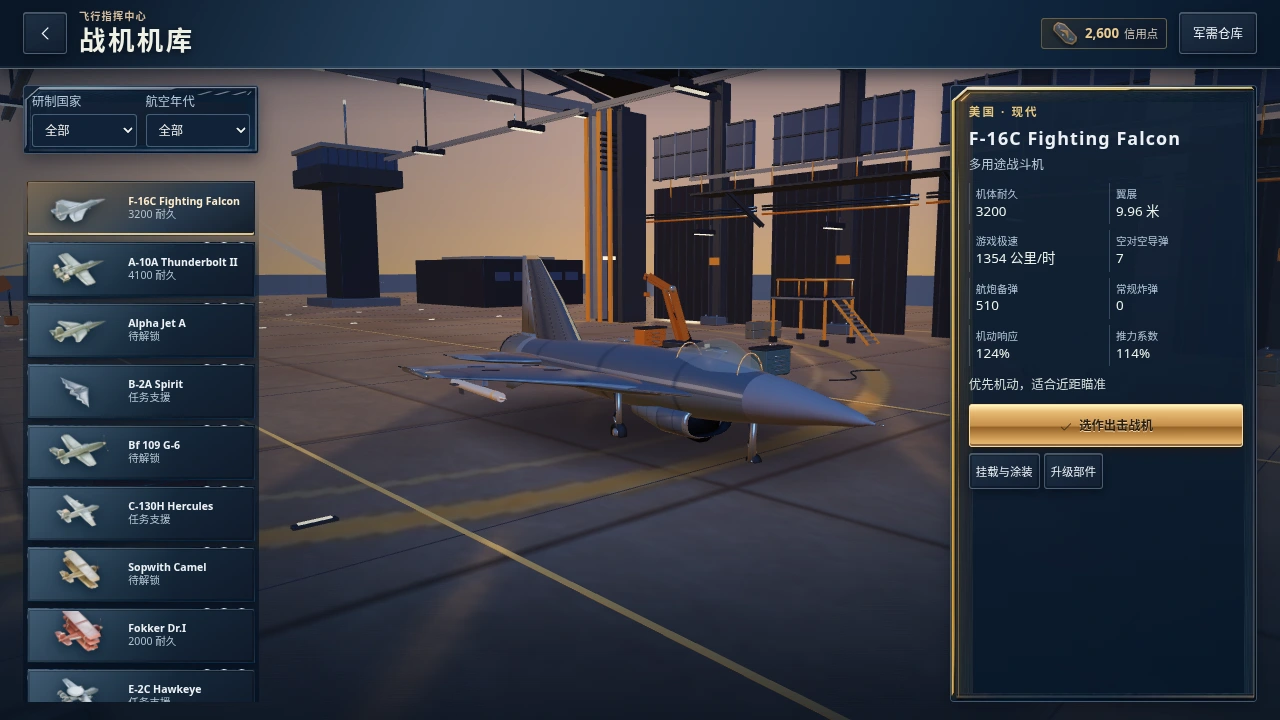 飞行指挥中心
战机机库
2,600 信用点
军需仓库
研制国家
航空年代
全部
全部
F-16C Fighting Falcon
3200 耐久
A-10A Thunderbolt II
4100 耐久
Alpha Jet A
待解锁
B-2A Spirit
任务支援
Bf 109 G-6
待解锁
C-130H Hercules
任务支援
Sopwith Camel
待解锁
Fokker Dr.I
2000 耐久
E-2C Hawkeye
任务支援
美国 · 现代
F-16C Fighting Falcon
多用途战斗机
机体耐久
3200
翼展
9.96 米
游戏极速
1354 公里/时
空对空导弹
7
航炮备弹
510
常规炸弹
0
机动响应
124%
推力系数
114%
优先机动，适合近距瞄准
✓ 选作出击战机
挂载与涂装
升级部件